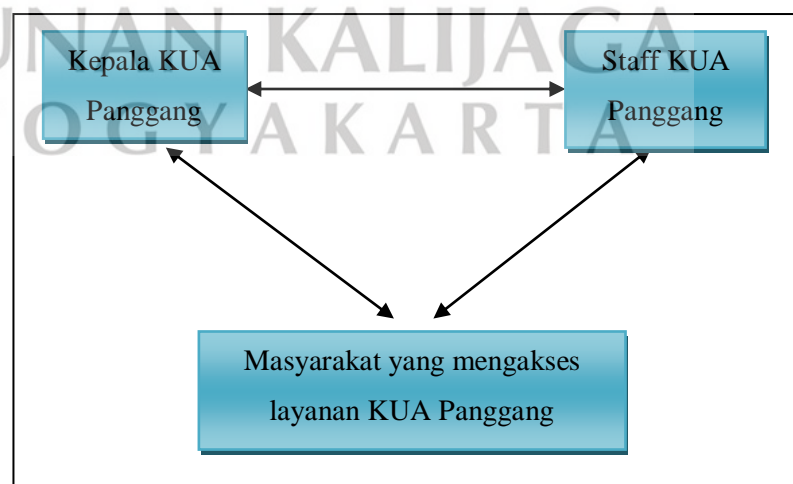 UNAN KALIJAGA
OGYAKARTA
Kepala KUA
Panggang
Staff KUA
Panggang
Masyarakat yang mengakses
layanan KUA Panggang